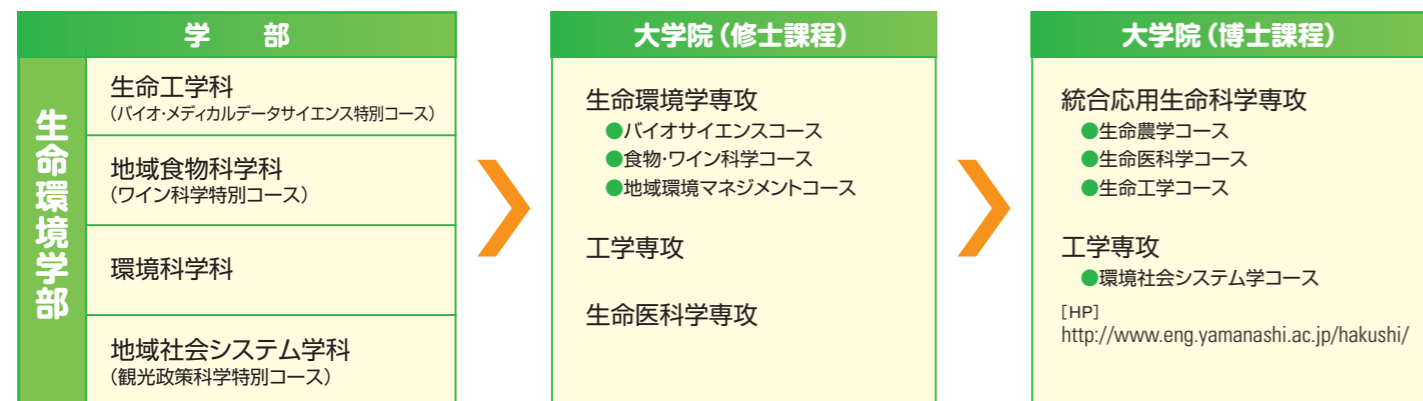 学　部
生命環境学部
生命工学科
（バイオ・メディカルデータサイエンス特別コース）
地域食物科学科
（ワイン科学特別コース）
環境科学科
地域社会システム学科
（観光政策科学特別コース）
大学院（修士課程）
生命環境学専攻
●バイオサイエンスコース
●食物・ワイン科学コース
●地域環境マネジメントコース
工学専攻
生命医科学専攻
大学院（博士課程）
統合応用生命科学専攻
●生命農学コース
●生命医科学コース
●生命工学コース
工学専攻
●環境社会システム学コース
［HP］
http://www.eng.yamanashi.ac.jp/hakushi/